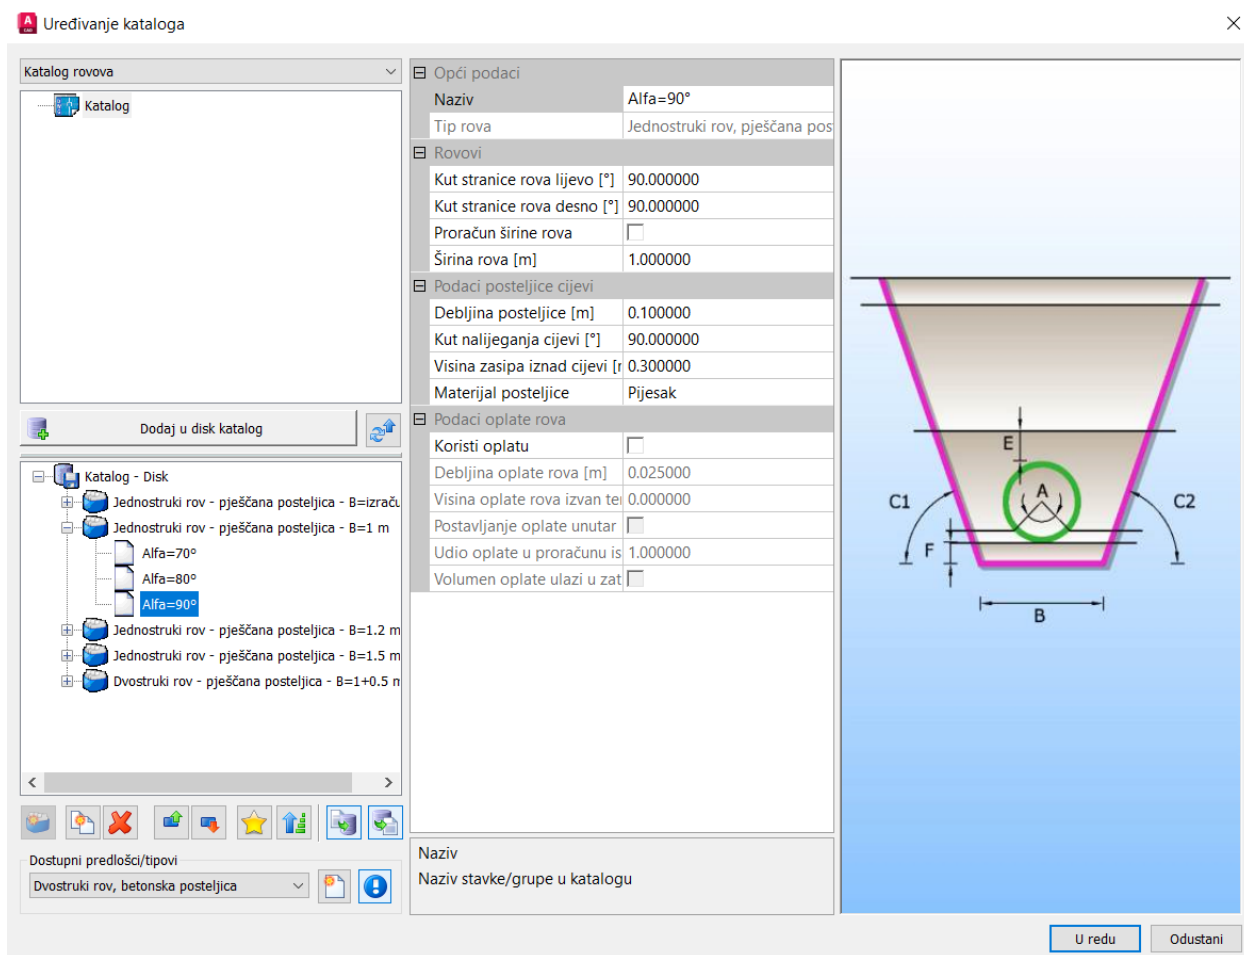 Uređivanje kataloga
Katalog rovova
Katalog
Dodaj u disk katalog
Katalog - Disk
Jednostruki rov - pješčana posteljica - B=izraču
Jednostruki rov - pješčana posteljica - B=1 m
Alfa=70º
Alfa=80º
Alfa=90º
Jednostruki rov - pješčana posteljica - B=1.2 m
Jednostruki rov - pješčana posteljica - B=1.5 m
Dvostruki rov - pješčana posteljica - B=1+0.5 m
Dostupni predlošci/tipovi
Dvostruki rov, betonska posteljica
Opći podaci
Naziv Alfa=90°
Tip rova Jednostruki rov, pješčana pos
Rovovi
Kut stranice rova lijevo [°] 90.000000
Kut stranice rova desno [°] 90.000000
Proračun širine rova
Širina rova [m] 1.000000
Podaci posteljice cijevi
Debljina posteljice [m] 0.100000
Kut nalijeganja cijevi [°] 90.000000
Visina zasipa iznad cijevi [r 0.300000
Materijal posteljice Pijesak
Podaci oplate rova
Koristi oplatu
Debljina oplate rova [m] 0.025000
Visina oplate rova izvan ter 0.000000
Postavljanje oplate unutar
Udio oplate u proračunu is 1.000000
Volumen oplate ulazi u zat
Naziv
Naziv stavke/grupe u katalogu
E
A
C1
C2
F
B
U redu
Odustani